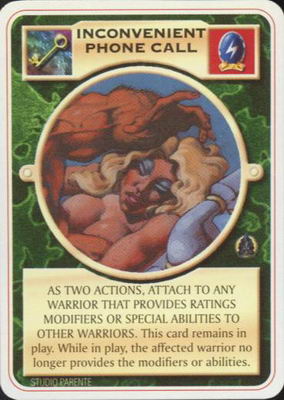 INCONVENIENT
PHONE CALL
AS TWO ACTIONS, ATTACH TO ANY
WARRIOR THAT PROVIDES RATINGS
MODIFIERS OR SPECIAL ABILITIES TO
OTHER WARRIORS. This card remains in
play. While in play, the affected warrior no
longer provides the modifiers or abilities.
STUDIO PARENTE